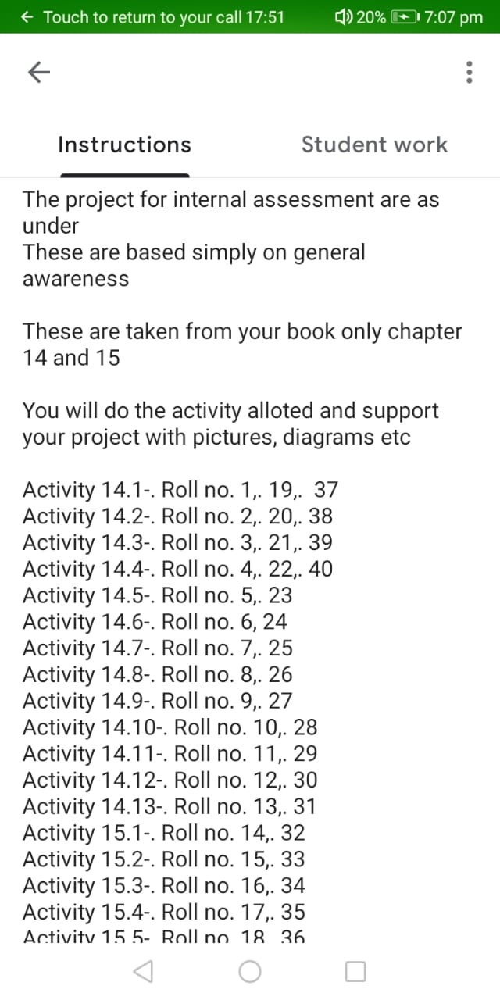 ← Touch to return to your call 17:51 20% 7:07 pm
Instructions Student work
The project for internal assessment are as
under
These are based simply on general
awareness
These are taken from your book only chapter
14 and 15
You will do the activity alloted and support
your project with pictures, diagrams etc
Activity 14.1-. Roll no. 1,. 19,. 37
Activity 14.2-. Roll no. 2,. 20,. 38
Activity 14.3-. Roll no. 3,. 21,. 39
Activity 14.4-. Roll no. 4,. 22,. 40
Activity 14.5-. Roll no. 5,. 23
Activity 14.6-. Roll no. 6, 24
Activity 14.7-. Roll no. 7,. 25
Activity 14.8-. Roll no. 8,. 26
Activity 14.9-. Roll no. 9,. 27
Activity 14.10-. Roll no. 10,. 28
Activity 14.11-. Roll no. 11,. 29
Activity 14.12-. Roll no. 12,. 30
Activity 14.13-. Roll no. 13,. 31
Activity 15.1-. Roll no. 14,. 32
Activity 15.2-. Roll no. 15,. 33
Activity 15.3-. Roll no. 16,. 34
Activity 15.4-. Roll no. 17,. 35
Activity 15 5- Roll no 18 36